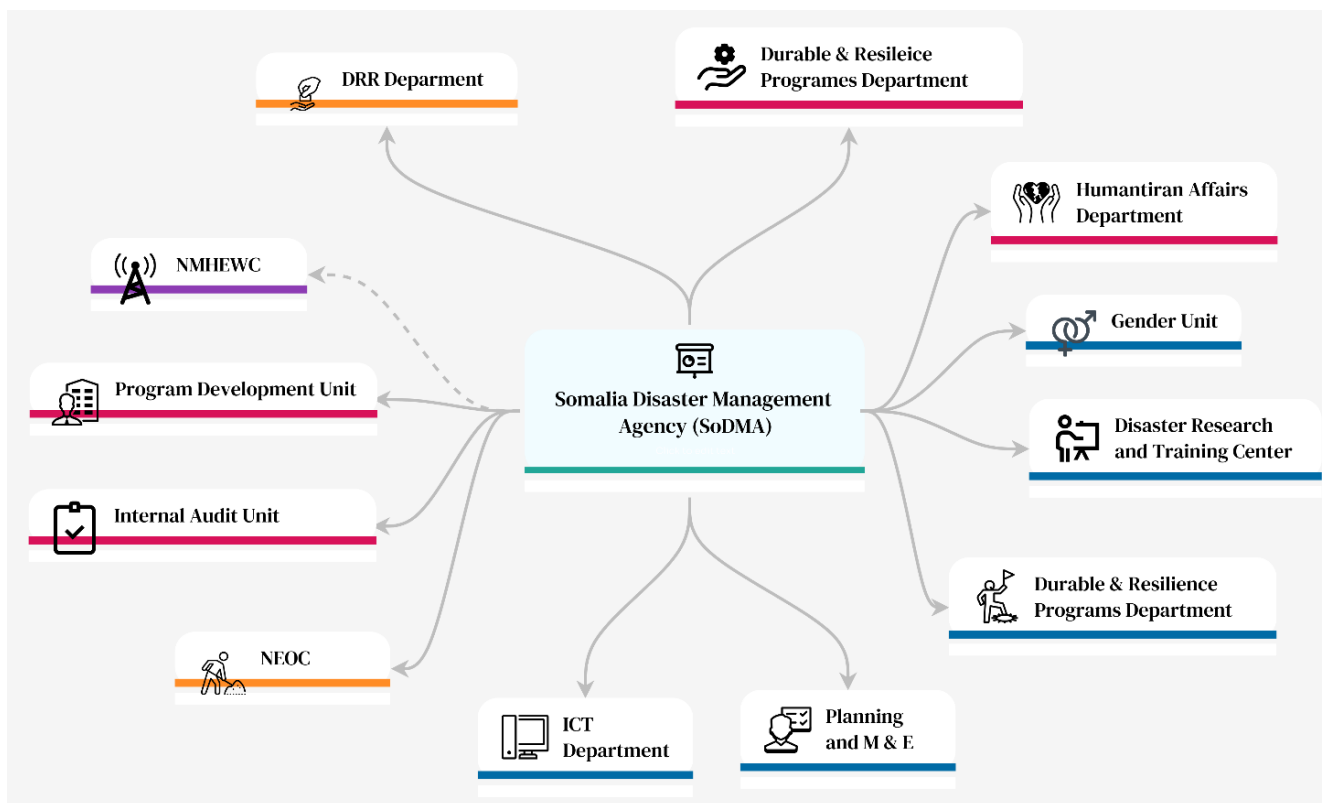 DRR Deparment
Durable & Resileice
Programes Department
Humantiran Affairs
Department
NMHEWC
Gender Unit
Program Development Unit
Somalia Disaster Management
Agency (SoDMA)
Disaster Research
and Training Center
Internal Audit Unit
Durable & Resilience
Programs Department
NEOC
ICT
Department
Planning
and M & E